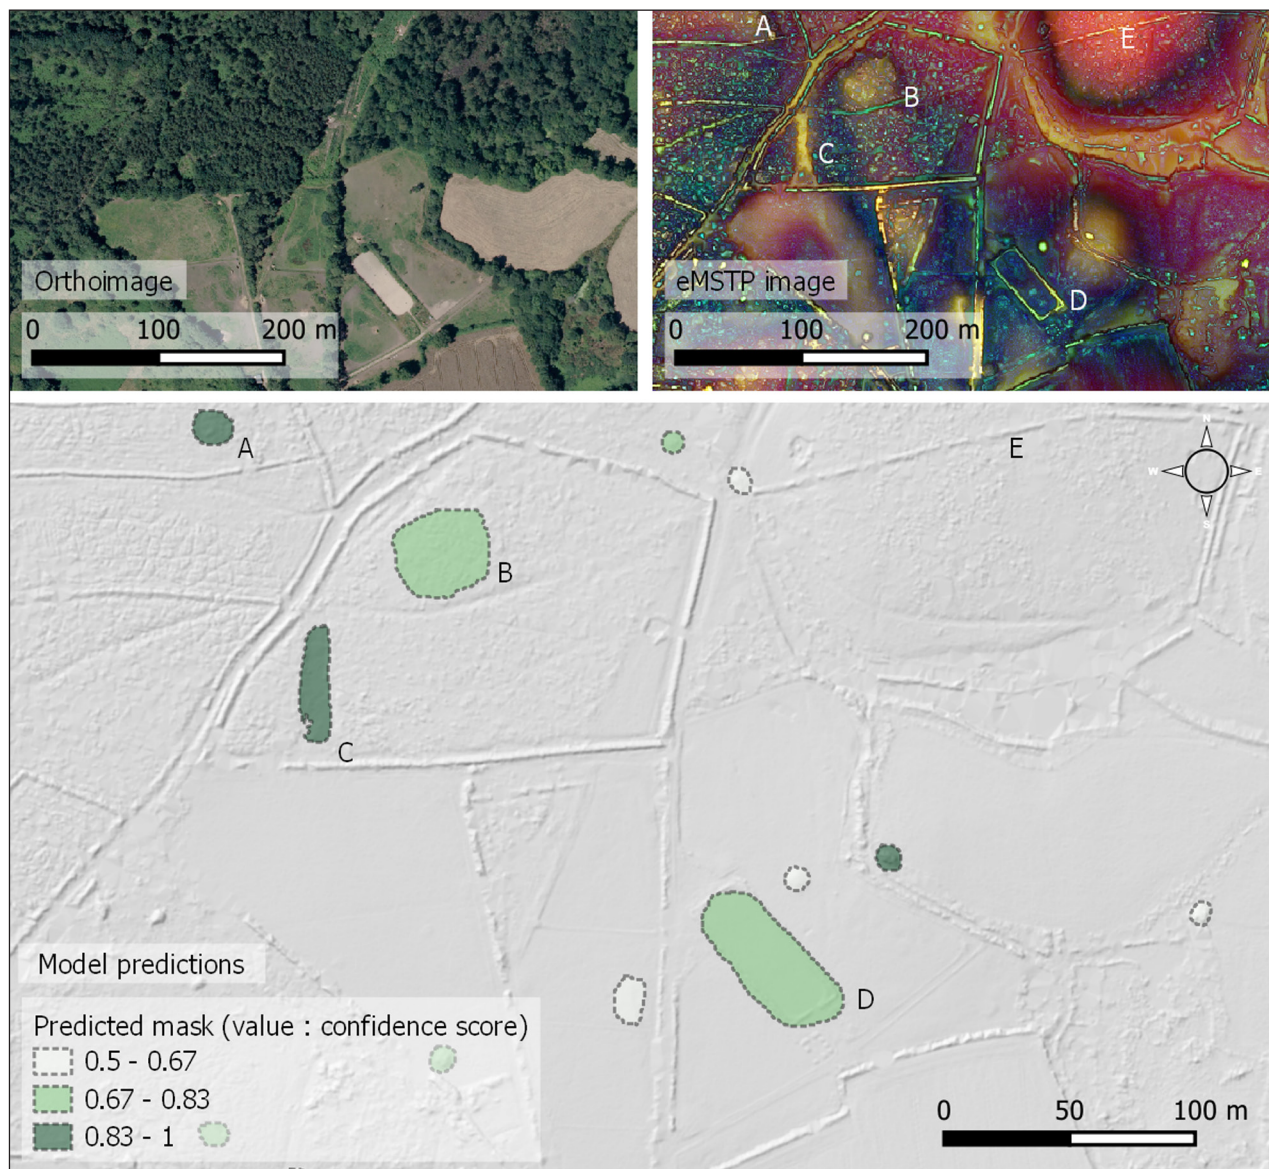 Orthoimage
0 100 200 m
A
E
B
C
D
eMSTP image
0 100 200 m
A
E
N
W E
S
B
C
D
Model predictions
Predicted mask (value : confidence score)
0.5 - 0.67
0.67 - 0.83
0.83 - 1
0 50 100 m